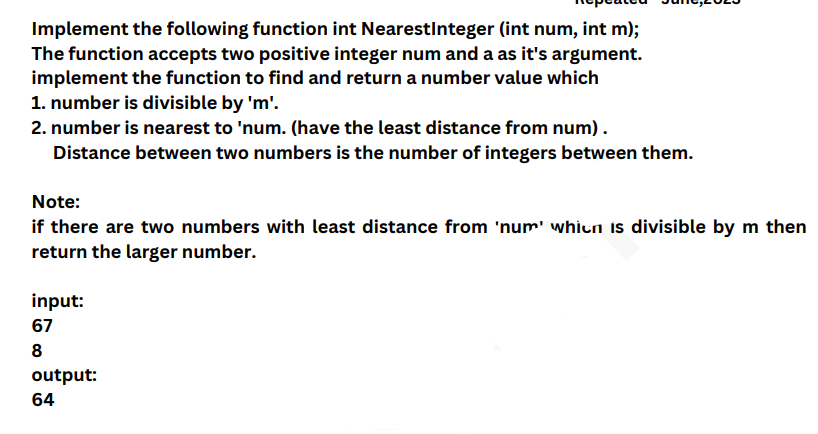 Repeated June,2023
Implement the following function int NearestInteger (int num, int m);
The function accepts two positive integer num and a as it's argument.
implement the function to find and return a number value which
1. number is divisible by 'm'.
2. number is nearest to 'num. (have the least distance from num) .
Distance between two numbers is the number of integers between them.
Note:
if there are two numbers with least distance from 'num' which is divisible by m then
return the larger number.
input:
67
8
output:
64